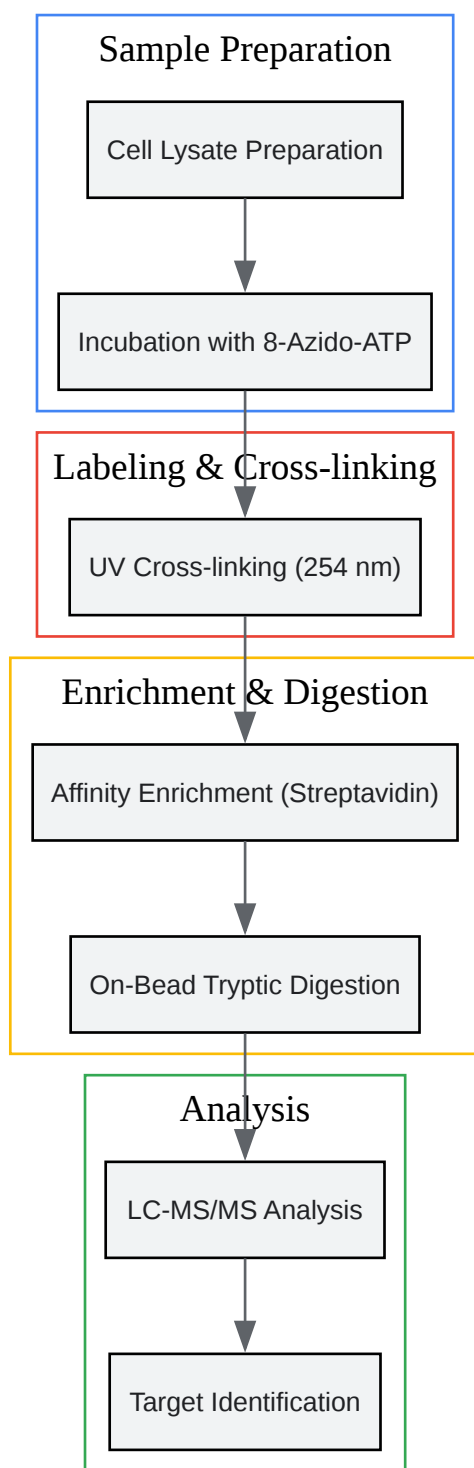 Sample Preparation
Cell Lysate Preparation
Incubation with 8-Azido-ATP
Labeling & Cross-linking
UV Cross-linking (254 nm)
Enrichment & Digestion
Affinity Enrichment (Streptavidin)
On-Bead Tryptic Digestion
Analysis
LC-MS/MS Analysis
Target Identification